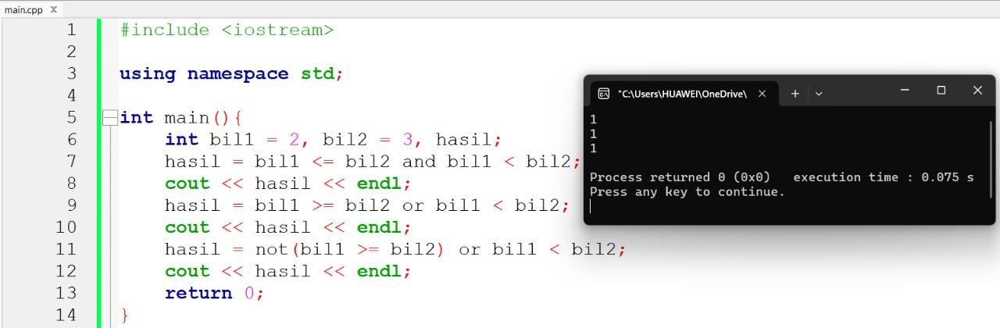 main.cpp
1 #include <iostream>
2
3 using namespace std;
4
5 int main(){
6 int bil1 = 2, bil2 = 3, hasil;
7 hasil = bil1 <= bil2 and bil1 < bil2;
8 cout << hasil << endl;
9 hasil = bil1 >= bil2 or bil1 < bil2;
10 cout << hasil << endl;
11 hasil = not(bil1 >= bil2) or bil1 < bil2;
12 cout << hasil << endl;
13 return 0;
14 }
"C:\Users\HUAWEI\OneDrive\
1
1
1
Process returned 0 (0x0) execution time : 0.075 s
Press any key to continue.